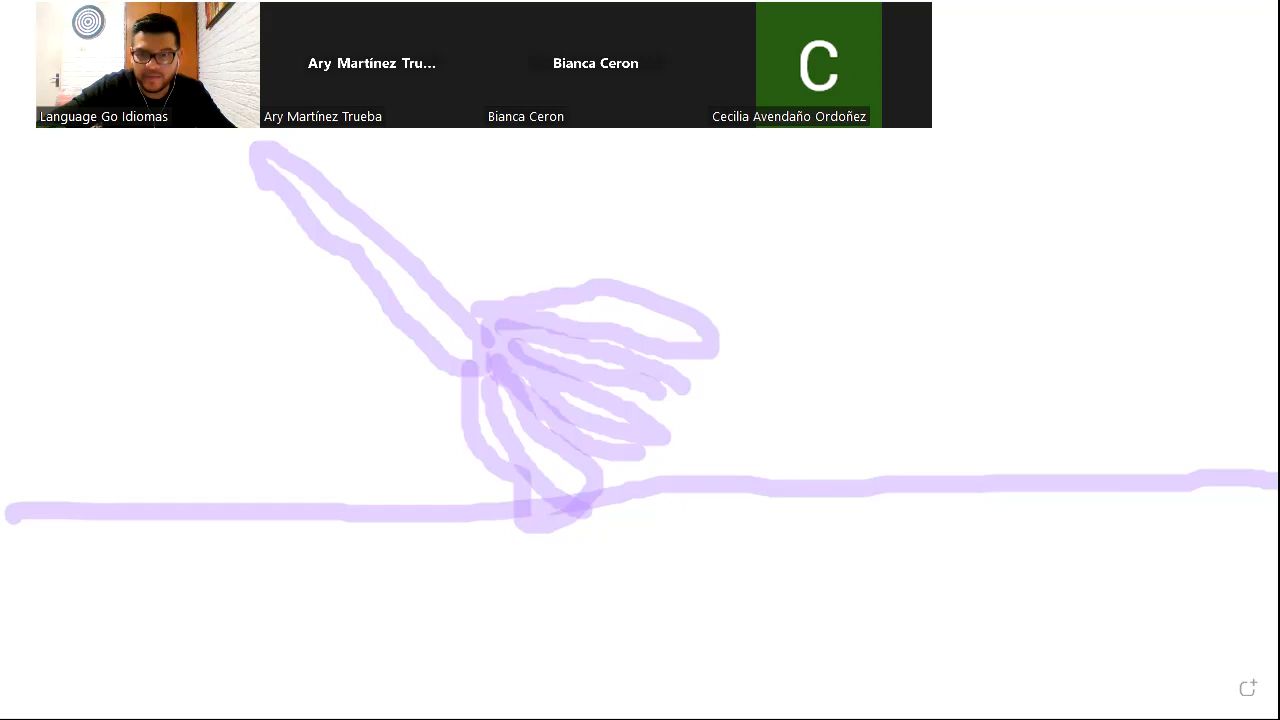 Ary Martínez Tru...
Bianca Ceron
C
Language Go Idiomas
Ary Martínez Trueba
Bianca Ceron
Cecilia Avendaño Ordoñez